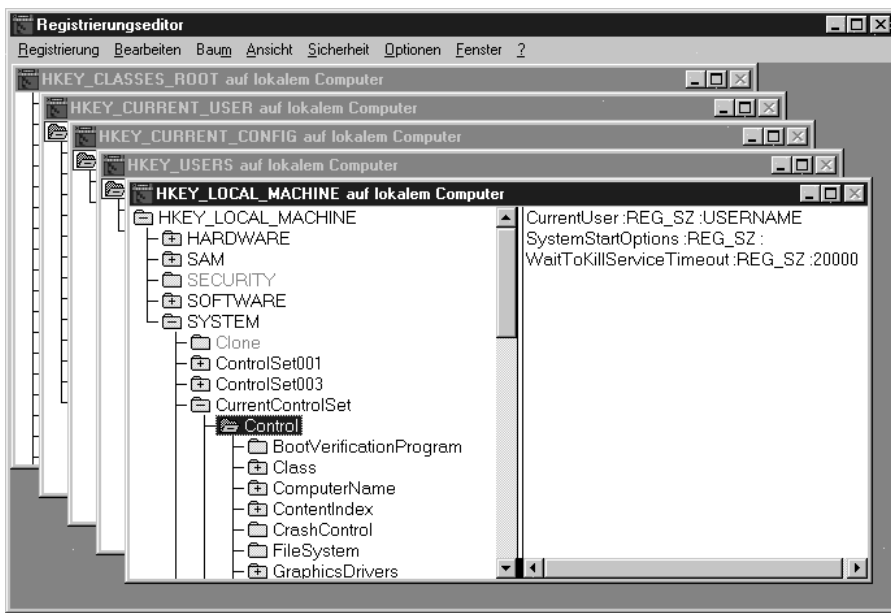 Registrierungseditor
Registrierung Bearbeiten Baum Ansicht Sicherheit Optionen Fenster ?
HKEY_CLASSES_ROOT auf lokalem Computer
HKEY_CURRENT_USER auf lokalem Computer
HKEY_CURRENT_CONFIG auf lokalem Computer
HKEY_USERS auf lokalem Computer
HKEY_LOCAL_MACHINE auf lokalem Computer
HKEY_LOCAL_MACHINE
HARDWARE
SAM
SECURITY
SOFTWARE
SYSTEM
Clone
ControlSet001
ControlSet003
CurrentControlSet
Control
BootVerificationProgram
Class
ComputerName
ContentIndex
CrashControl
FileSystem
GraphicsDrivers
CurrentUser :REG_SZ :USERNAME
SystemStartOptions :REG_SZ :
WaitToKillServiceTimeout :REG_SZ :20000